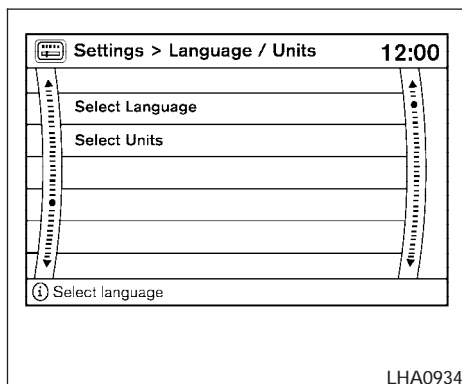 Settings > Language / Units 12:00
Select Language
Select Units
i Select language
LHA0934